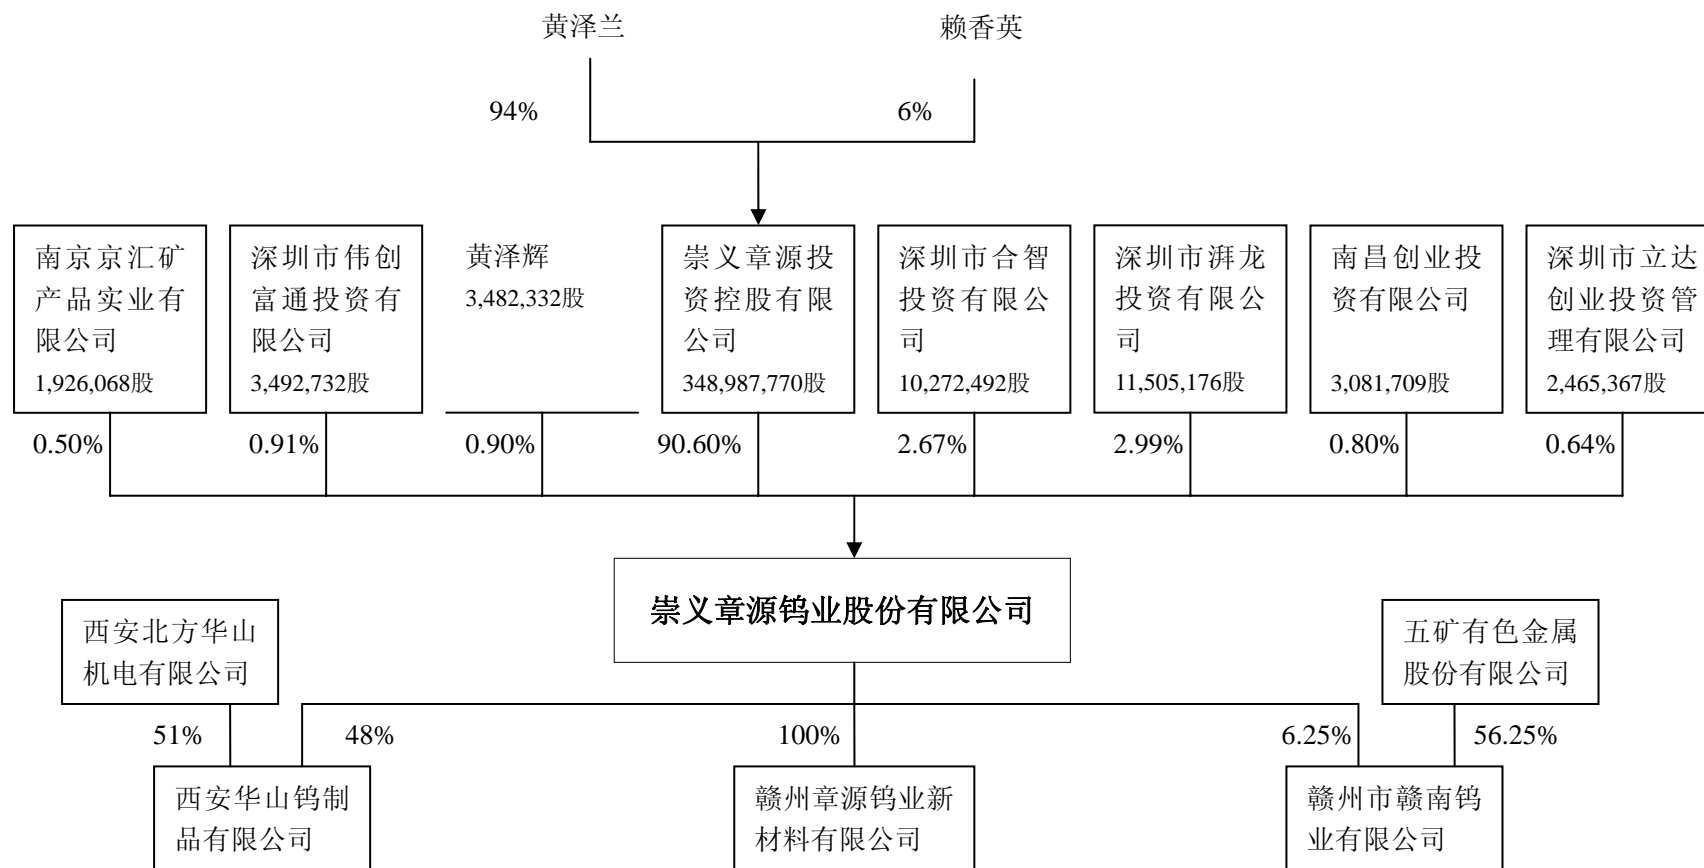 黄泽兰
赖香英
94%
6%
南京京汇矿
产品实业有
限公司
1,926,068股
深圳市伟创
富通投资有
限公司
3,492,732股
黄泽辉
3,482,332股
崇义章源投
资控股有限
公司
348,987,770股
深圳市合智
投资有限公
司
10,272,492股
深圳市湃龙
投资有限公
司
11,505,176股
南昌创业投
资有限公司
3,081,709股
深圳市立达
创业投资管
理有限公司
2,465,367股
0.50%
0.91%
0.90%
90.60%
2.67%
2.99%
0.80%
0.64%
崇义章源钨业股份有限公司
西安北方华山
机电有限公司
五矿有色金属
股份有限公司
51%
48%
100%
6.25%
56.25%
西安华山钨制
品有限公司
赣州章源钨业新
材料有限公司
赣州市赣南钨
业有限公司